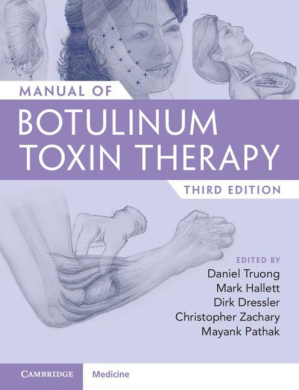 MANUAL OF
BOTULINUM
TOXIN THERAPY
THIRD EDITION
EDITED BY
Daniel Truong
Mark Hallett
Dirk Dressler
Christopher Zachary
Mayank Pathak
CAMBRIDGE Medicine